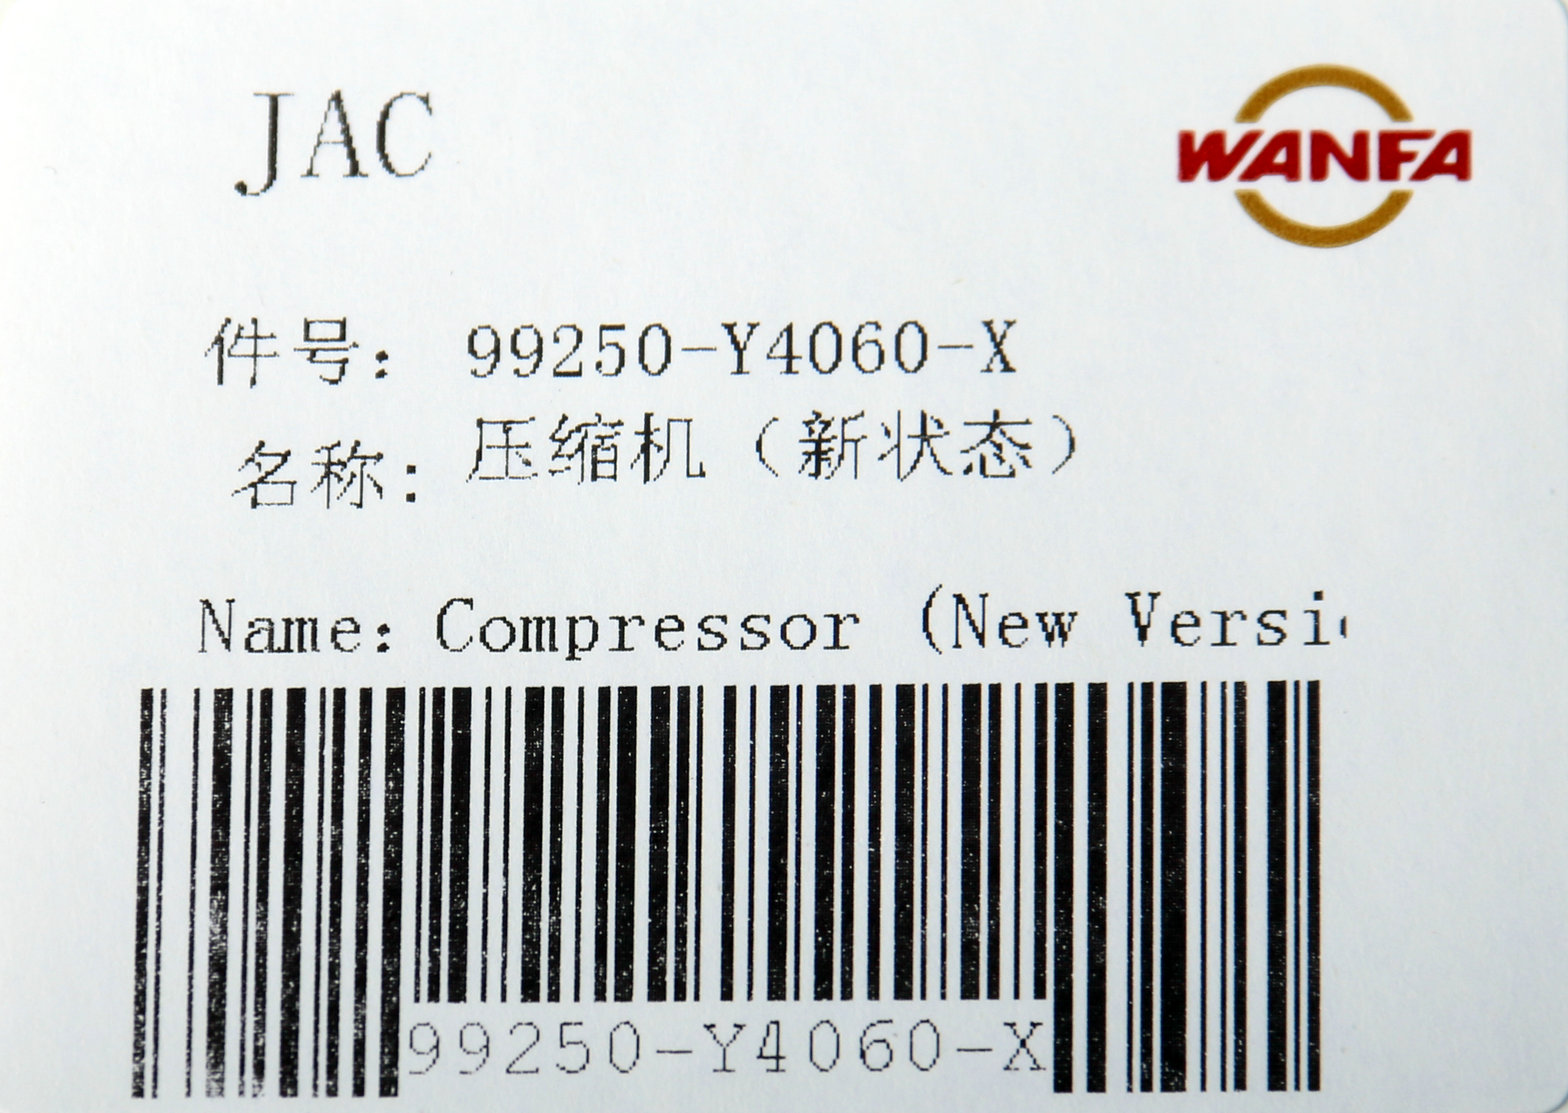 JAC
WANFA
件号: 99250-Y4060-X
名称: 压缩机（新状态）
Name: Compressor (New Versi
99250-Y4060-X